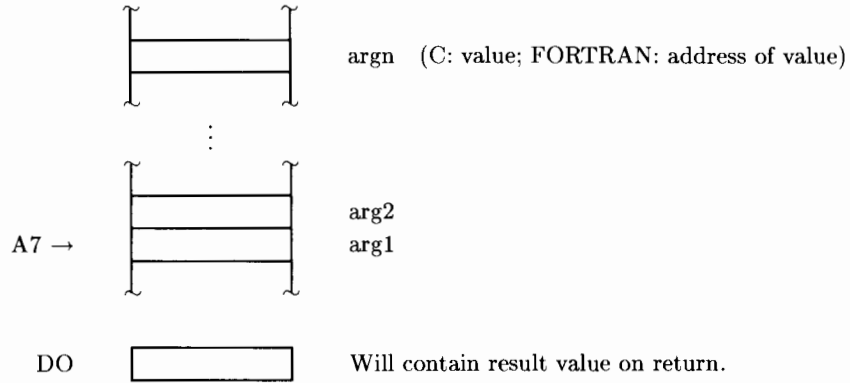 argn (C: value; FORTRAN: address of value)
⋮
arg2
A7 → arg1
DO Will contain result value on return.